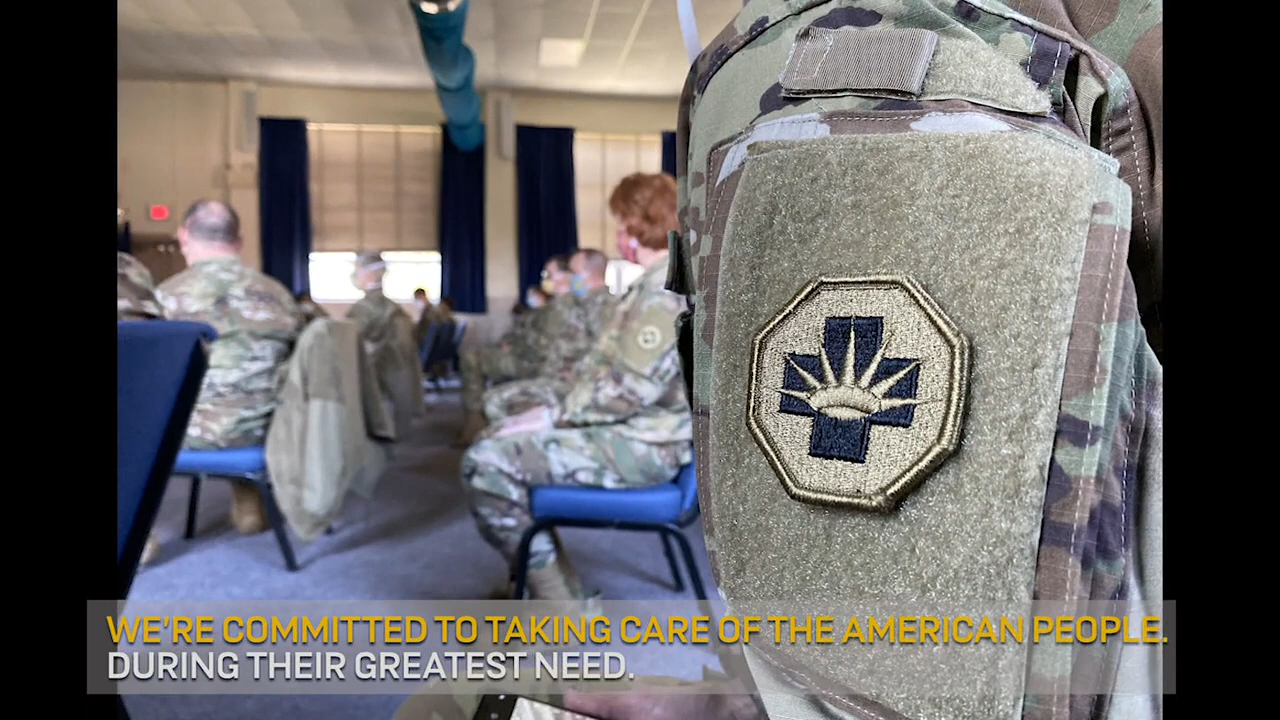 WE'RE COMMITTED TO TAKING CARE OF THE AMERICAN PEOPLE.
DURING THEIR GREATEST NEED.